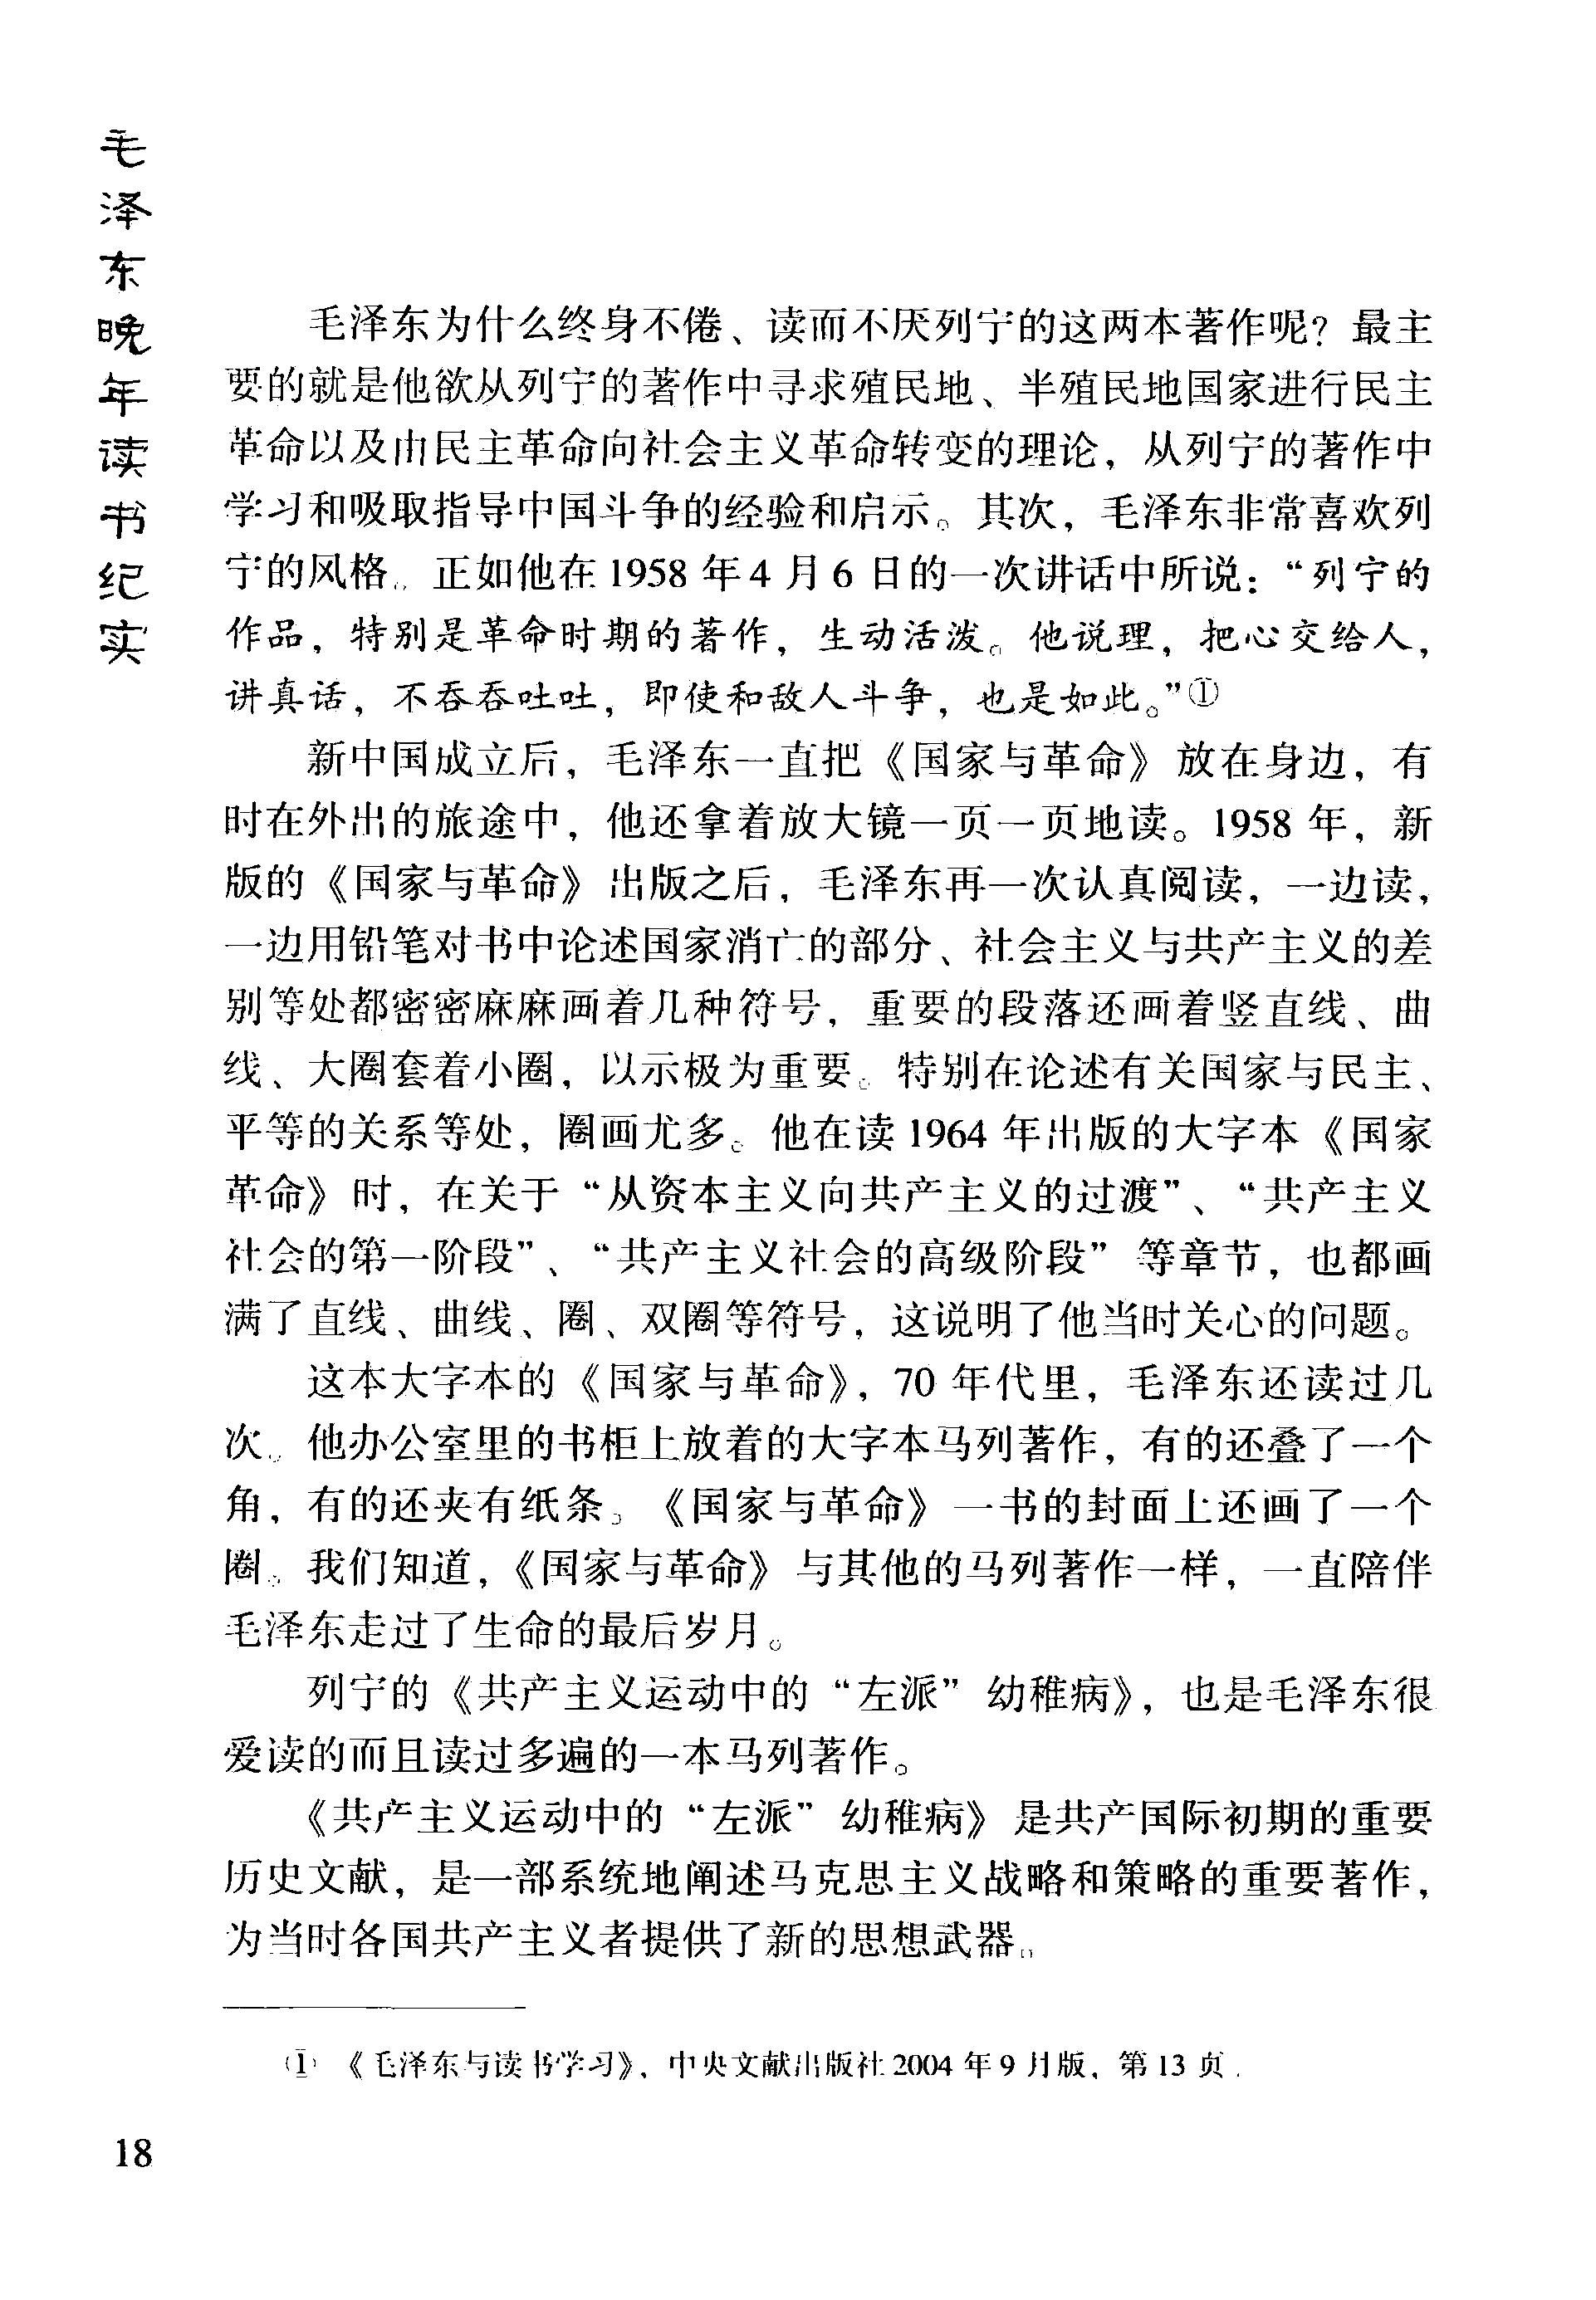 毛泽东晚年读书纪实
毛泽东为什么终身不倦、读而不厌列宁的这两本著作呢？最主
要的就是他欲从列宁的著作中寻求殖民地、半殖民地国家进行民主
革命以及由民主革命向社会主义革命转变的理论，从列宁的著作中
学习和吸取指导中国斗争的经验和启示。其次，毛泽东非常喜欢列
宁的风格。正如他在1958年4月6日的一次讲话中所说：“列宁的
作品，特别是革命时期的著作，生动活泼。他说理，把心交给人，
讲真话，不吞吞吐吐，即使和敌人斗争，也是如此。”①
新中国成立后，毛泽东一直把《国家与革命》放在身边，有
时在外出的旅途中，他还拿着放大镜一页一页地读。1958年，新
版的《国家与革命》出版之后，毛泽东再一次认真阅读，一边读，
一边用铅笔对书中论述国家消亡的部分、社会主义与共产主义的差
别等处都密密麻麻画着几种符号，重要的段落还画着竖直线、曲
线、大圈套着小圈，以示极为重要。特别在论述有关国家与民主、
平等的关系等处，圈画尤多。他在读1964年出版的大字本《国家
革命》时，在关于“从资本主义向共产主义的过渡”、“共产主义
社会的第一阶段”、“共产主义社会的高级阶段”等章节，也都画
满了直线、曲线、圈、双圈等符号，这说明了他当时关心的问题。
这本大字本的《国家与革命》，70年代里，毛泽东还读过几
次。他办公室里的书柜上放着的大字本马列著作，有的还叠了一个
角，有的还夹有纸条。《国家与革命》一书的封面上还画了一个
圈。我们知道，《国家与革命》与其他的马列著作一样，一直陪伴
毛泽东走过了生命的最后岁月。
列宁的《共产主义运动中的“左派”幼稚病》，也是毛泽东很
爱读的而且读过多遍的一本马列著作。
《共产主义运动中的“左派”幼稚病》是共产国际初期的重要
历史文献，是一部系统地阐述马克思主义战略和策略的重要著作，
为当时各国共产主义者提供了新的思想武器。
①《毛泽东与读书学习》，中央文献出版社2004年9月版，第13页.
18